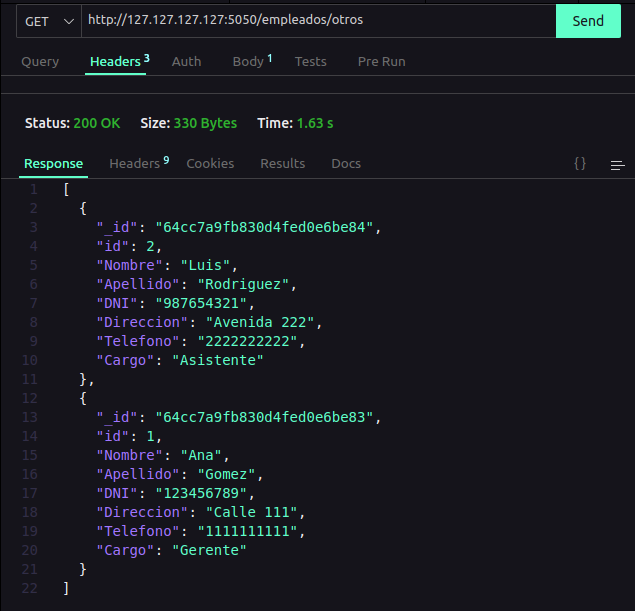 GET http://127.127.127.127:5050/empleados/otros Send
Query Headers 3 Auth Body 1 Tests Pre Run
Status: 200 OK Size: 330 Bytes Time: 1.63 s
Response Headers 9 Cookies Results Docs {}
1 [
2 {
3 "_id": "64cc7a9fb830d4fed0e6be84",
4 "id": 2,
5 "Nombre": "Luis",
6 "Apellido": "Rodriguez",
7 "DNI": "987654321",
8 "Direccion": "Avenida 222",
9 "Telefono": "2222222222",
10 "Cargo": "Asistente"
11 },
12 {
13 "_id": "64cc7a9fb830d4fed0e6be83",
14 "id": 1,
15 "Nombre": "Ana",
16 "Apellido": "Gomez",
17 "DNI": "123456789",
18 "Direccion": "Calle 111",
19 "Telefono": "1111111111",
20 "Cargo": "Gerente"
21 }
22 ]